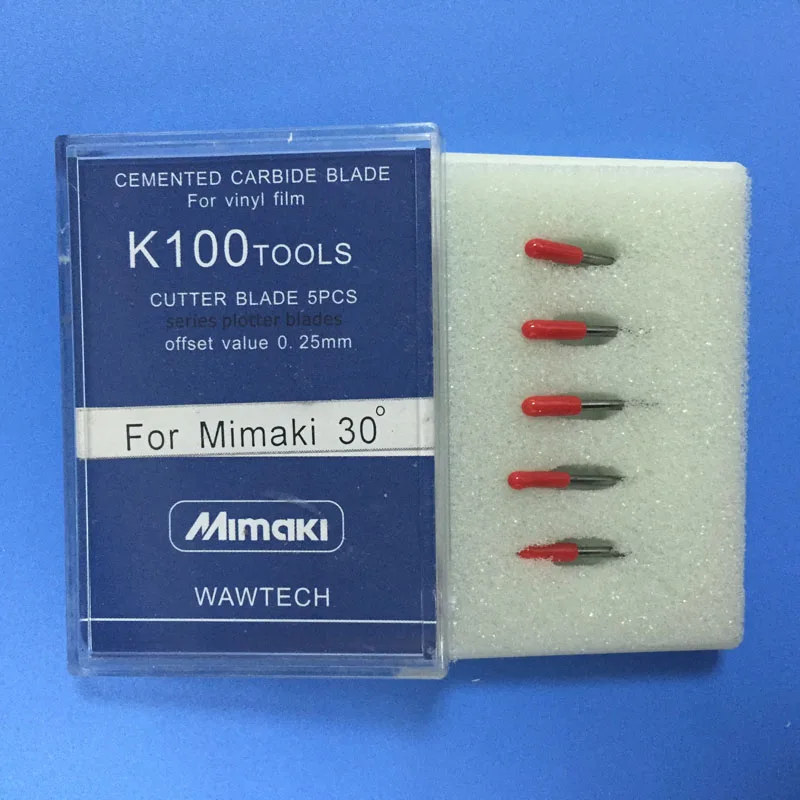 CEMENTED CARBIDE BLADE
For vinyl film
K100TOOLS
CUTTER BLADE 5PCS
series plotter blades
offset value 0.25mm
For Mimaki 30°
Mimaki
WAWTECH